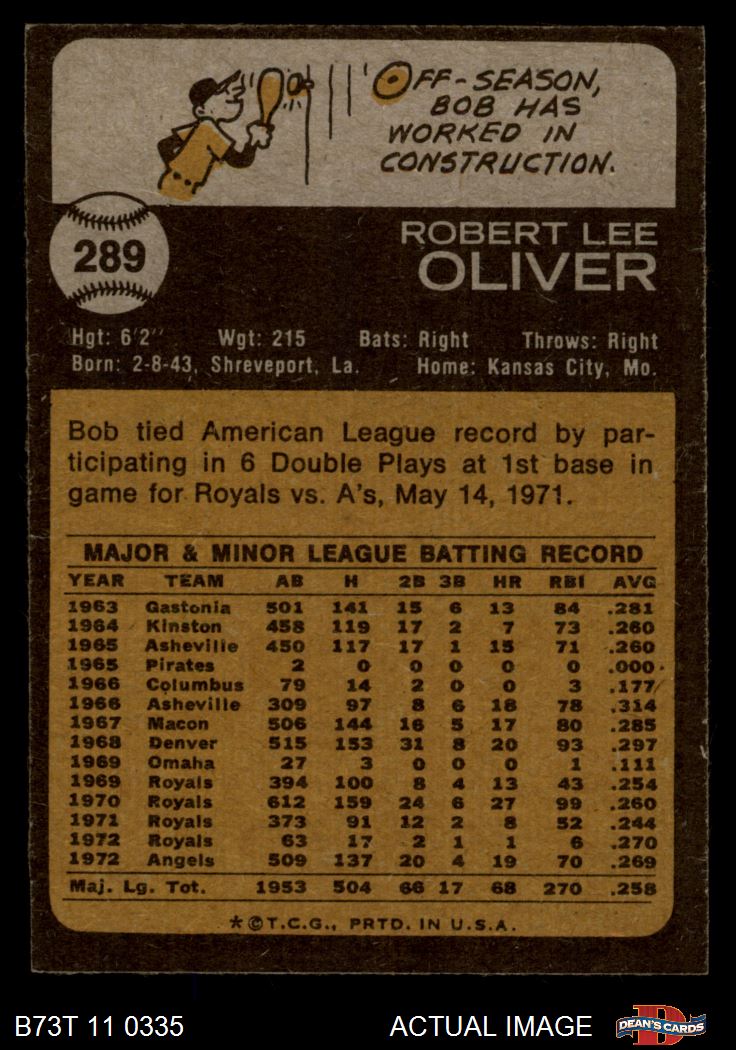 OFF-SEASON,
BOB HAS
WORKED IN
CONSTRUCTION.
289
ROBERT LEE
OLIVER
Hgt: 6'2" Wgt: 215 Bats: Right Throws: Right
Born: 2-8-43, Shreveport, La. Home: Kansas City, Mo.
Bob tied American League record by par-
ticipating in 6 Double Plays at 1st base in
game for Royals vs. A's, May 14, 1971.
MAJOR & MINOR LEAGUE BATTING RECORD
YEAR TEAM AB H 2B 3B HR RBI AVG
1963 Gastonia 501 141 15 6 13 84 .281
1964 Kinston 458 119 17 2 7 73 .260
1965 Asheville 450 117 17 1 15 71 .260
1965 Pirates 2 0 0 0 0 0 .000
1966 Columbus 79 14 2 0 0 3 .177
1966 Asheville 309 97 8 6 18 78 .314
1967 Macon 506 144 16 5 17 80 .285
1968 Denver 515 153 31 8 20 93 .297
1969 Omaha 27 3 0 0 0 1 .111
1969 Royals 394 100 8 4 13 43 .254
1970 Royals 612 159 24 6 27 99 .260
1971 Royals 373 91 12 2 8 52 .244
1972 Royals 63 17 2 1 1 6 .270
1972 Angels 509 137 20 4 19 70 .269
Maj. Lg. Tot. 1953 504 66 17 68 270 .258
*©T.C.G., PRTD. IN U.S.A.
B73T 11 0335 ACTUAL IMAGE D DEAN'S CARDS